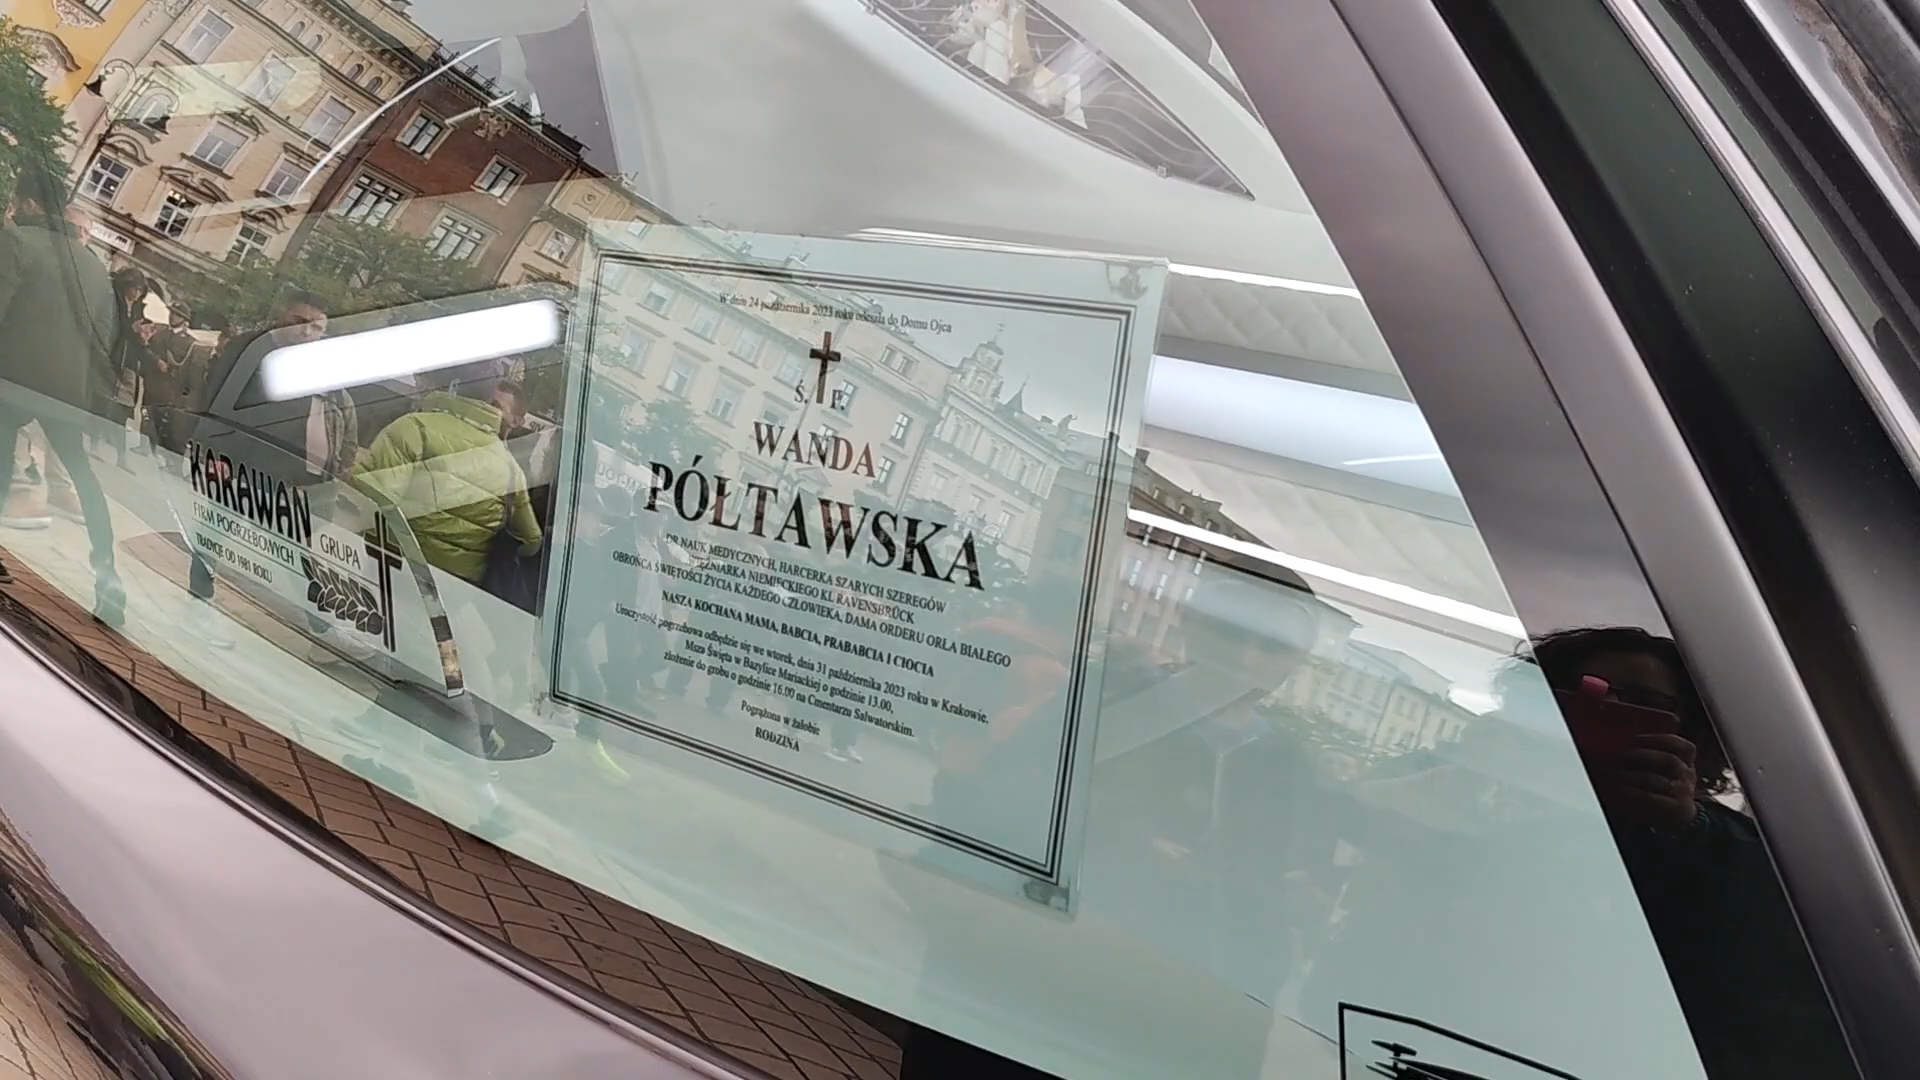 W dniu 24 października 2023 roku odeszła do Domu Ojca
Ś. P.
WANDA
PÓŁTAWSKA
DR NAUK MEDYCZNYCH, HARCERKA SZARYCH SZEREGÓW
WIĘŹNIARKA NIEMIECKIEGO KL RAVENSBRÜCK
OBROŃCA ŚWIĘTOŚCI ŻYCIA KAŻDEGO CZŁOWIEKA, DAMA ORDERU ORŁA BIAŁEGO
NASZA KOCHANA MAMA, BABCIA, PRABABCIA I CIOCIA
Uroczystość pogrzebowa odbędzie się we wtorek, dnia 31 października 2023 roku w Krakowie.
Msza Święta w Bazylice Mariackiej o godzinie 13.00,
złożenie do grobu o godzinie 16.00 na Cmentarzu Salwatorskim.
Pogrążona w żałobie
RODZINA
KARAWAN
FIRM POGRZEBOWYCH GRUPA
TRADYCJE OD 1981 ROKU